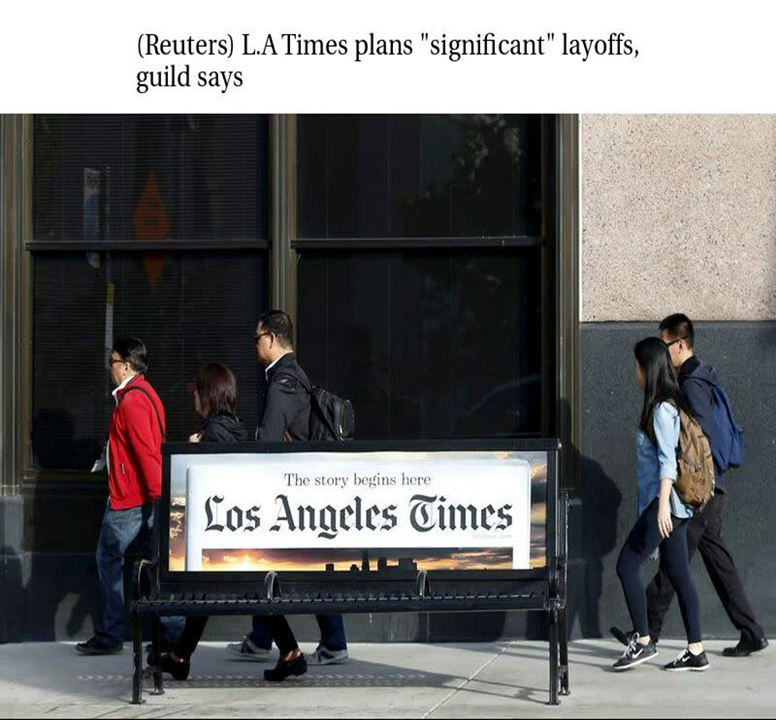 (Reuters) L.A Times plans "significant" layoffs,
guild says
The story begins here
Los Angeles Times